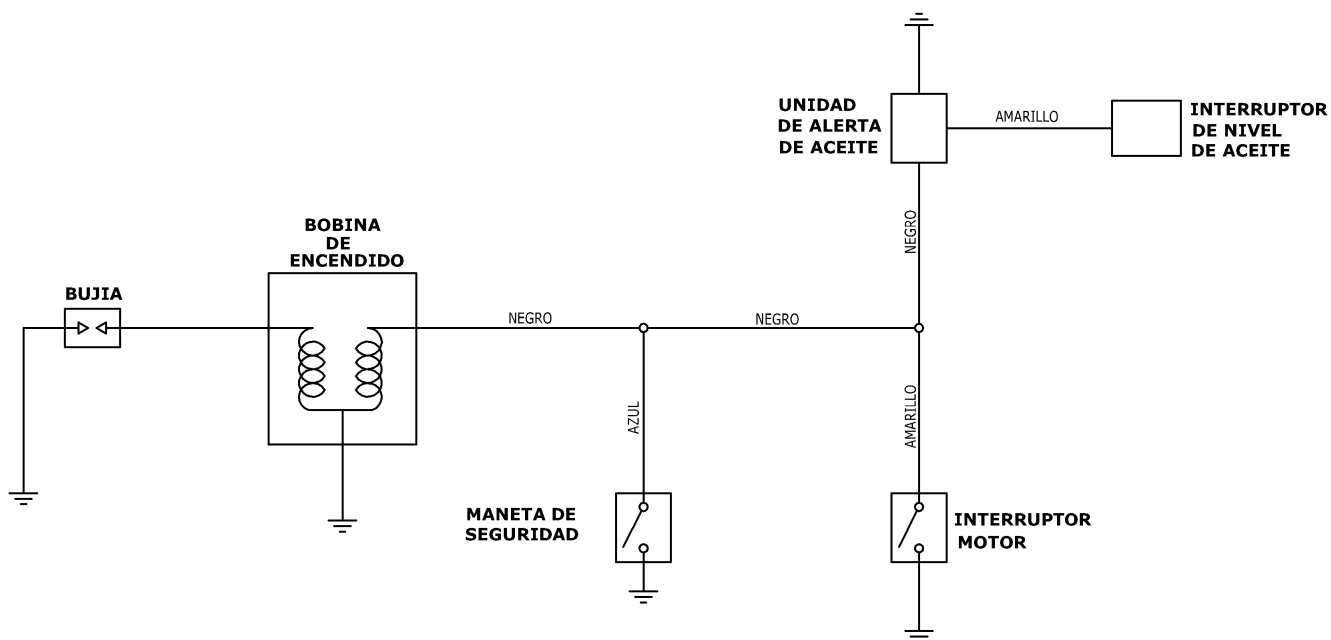 UNIDAD
DE ALERTA
DE ACEITE
AMARILLO
INTERRUPTOR
DE NIVEL
DE ACEITE
NEGRO
BOBINA
DE
ENCENDIDO
BUJIA
NEGRO
NEGRO
AZUL
AMARILLO
MANETA DE
SEGURIDAD
INTERRUPTOR
MOTOR